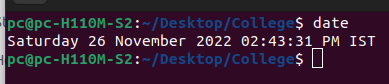 pc@pc-H110M-S2:~/Desktop/College$ date
Saturday 26 November 2022 02:43:31 PM IST
pc@pc-H110M-S2:~/Desktop/College$